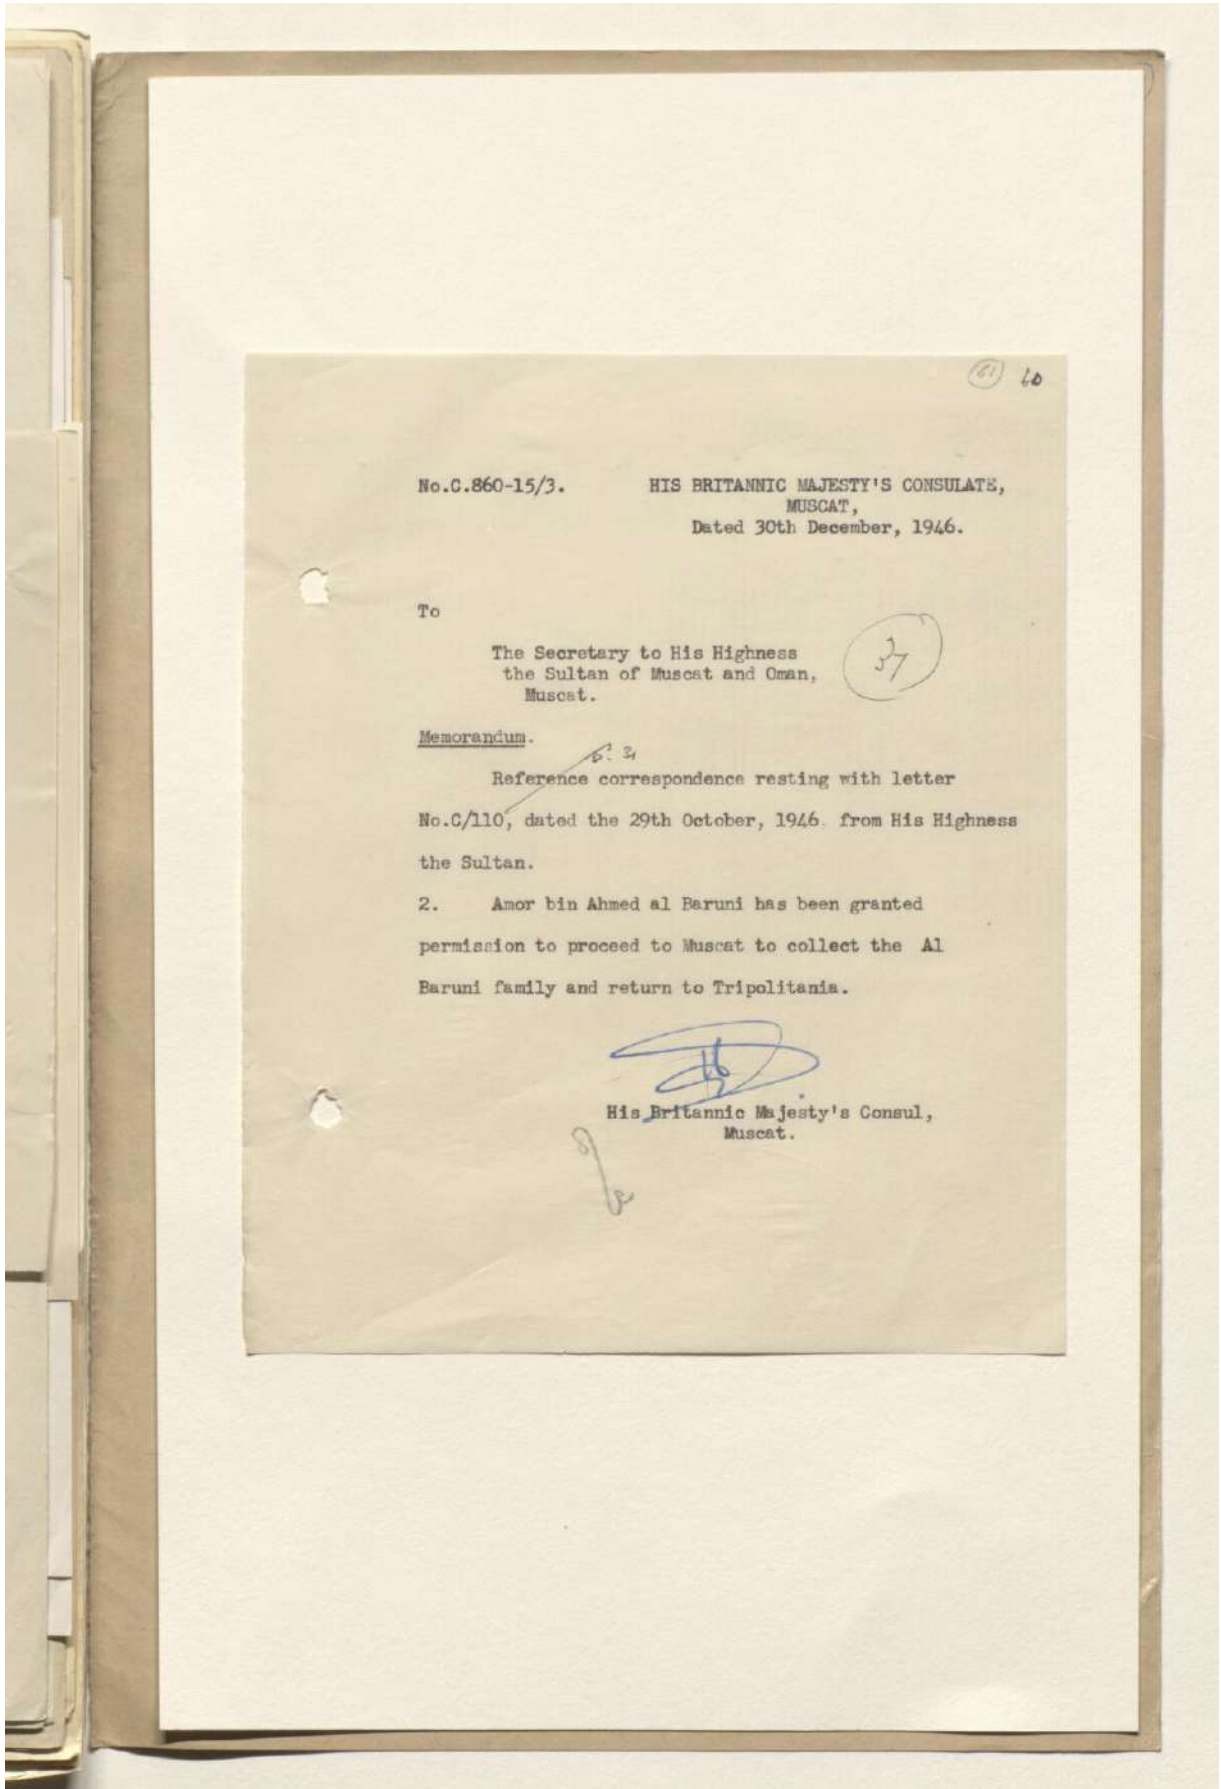 61 60
No.C.860-15/3. HIS BRITANNIC MAJESTY'S CONSULATE,
MUSCAT,
Dated 30th December, 1946.
To
The Secretary to His Highness
the Sultan of Muscat and Oman,
Muscat.
37
Memorandum.
Reference correspondence resting with letter
No.C/110, dated the 29th October, 1946 from His Highness
the Sultan.
2. Amor bin Ahmed al Baruni has been granted
permission to proceed to Muscat to collect the Al
Baruni family and return to Tripolitania.
His Britannic Majesty's Consul,
Muscat.